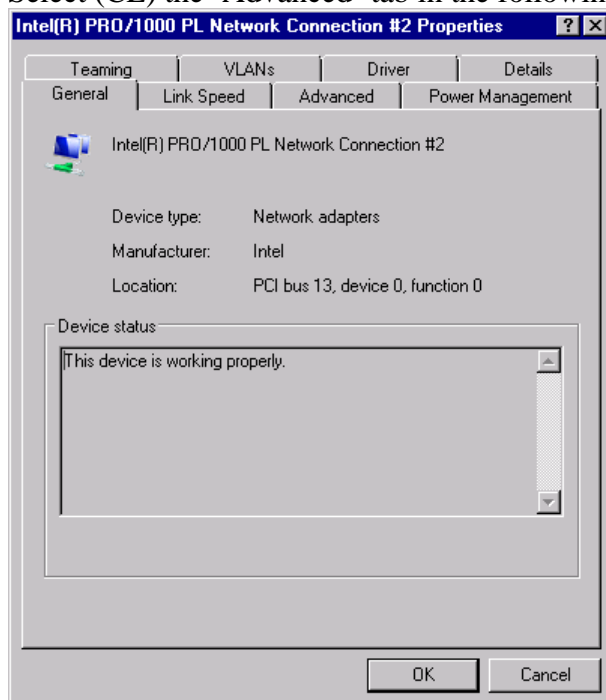 Select (CL) the "Advanced" tab in the followin
Intel(R) PRO/1000 PL Network Connection #2 Properties
Teaming VLANs Driver Details
General Link Speed Advanced Power Management
Intel(R) PRO/1000 PL Network Connection #2
Device type: Network adapters
Manufacturer: Intel
Location: PCI bus 13, device 0, function 0
Device status
This device is working properly.
OK Cancel